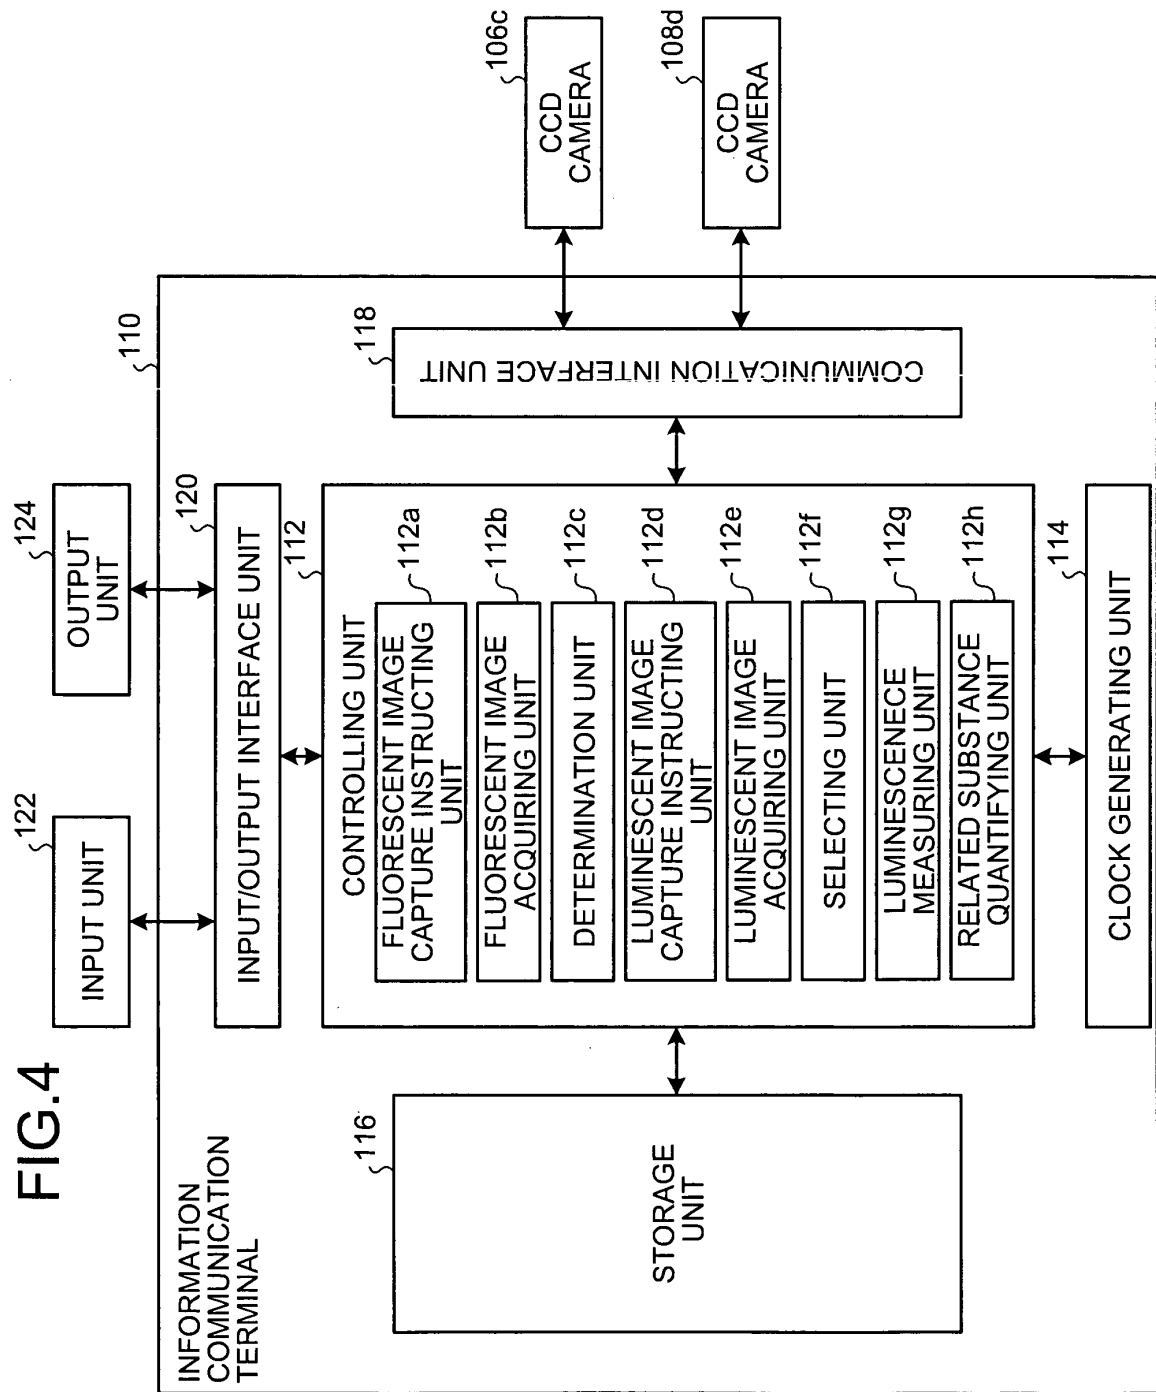 FIG.4
INFORMATION
COMMUNICATION
TERMINAL
110
INPUT UNIT
122
OUTPUT
UNIT
124
INPUT/OUTPUT INTERFACE UNIT
120
STORAGE
UNIT
116
CONTROLLING UNIT
112
FLUORESCENT IMAGE
CAPTURE INSTRUCTING
UNIT
112a
FLUORESCENT IMAGE
ACQUIRING UNIT
112b
DETERMINATION UNIT
112c
LUMINESCENT IMAGE
CAPTURE INSTRUCTING
UNIT
112d
LUMINESCENT IMAGE
ACQUIRING UNIT
112e
SELECTING UNIT
112f
LUMINESCENECE
MEASURING UNIT
112g
RELATED SUBSTANCE
QUANTIFYING UNIT
112h
CLOCK GENERATING UNIT
114
COMMUNICATION INTERFACE UNIT
118
CCD
CAMERA
106c
CCD
CAMERA
108d